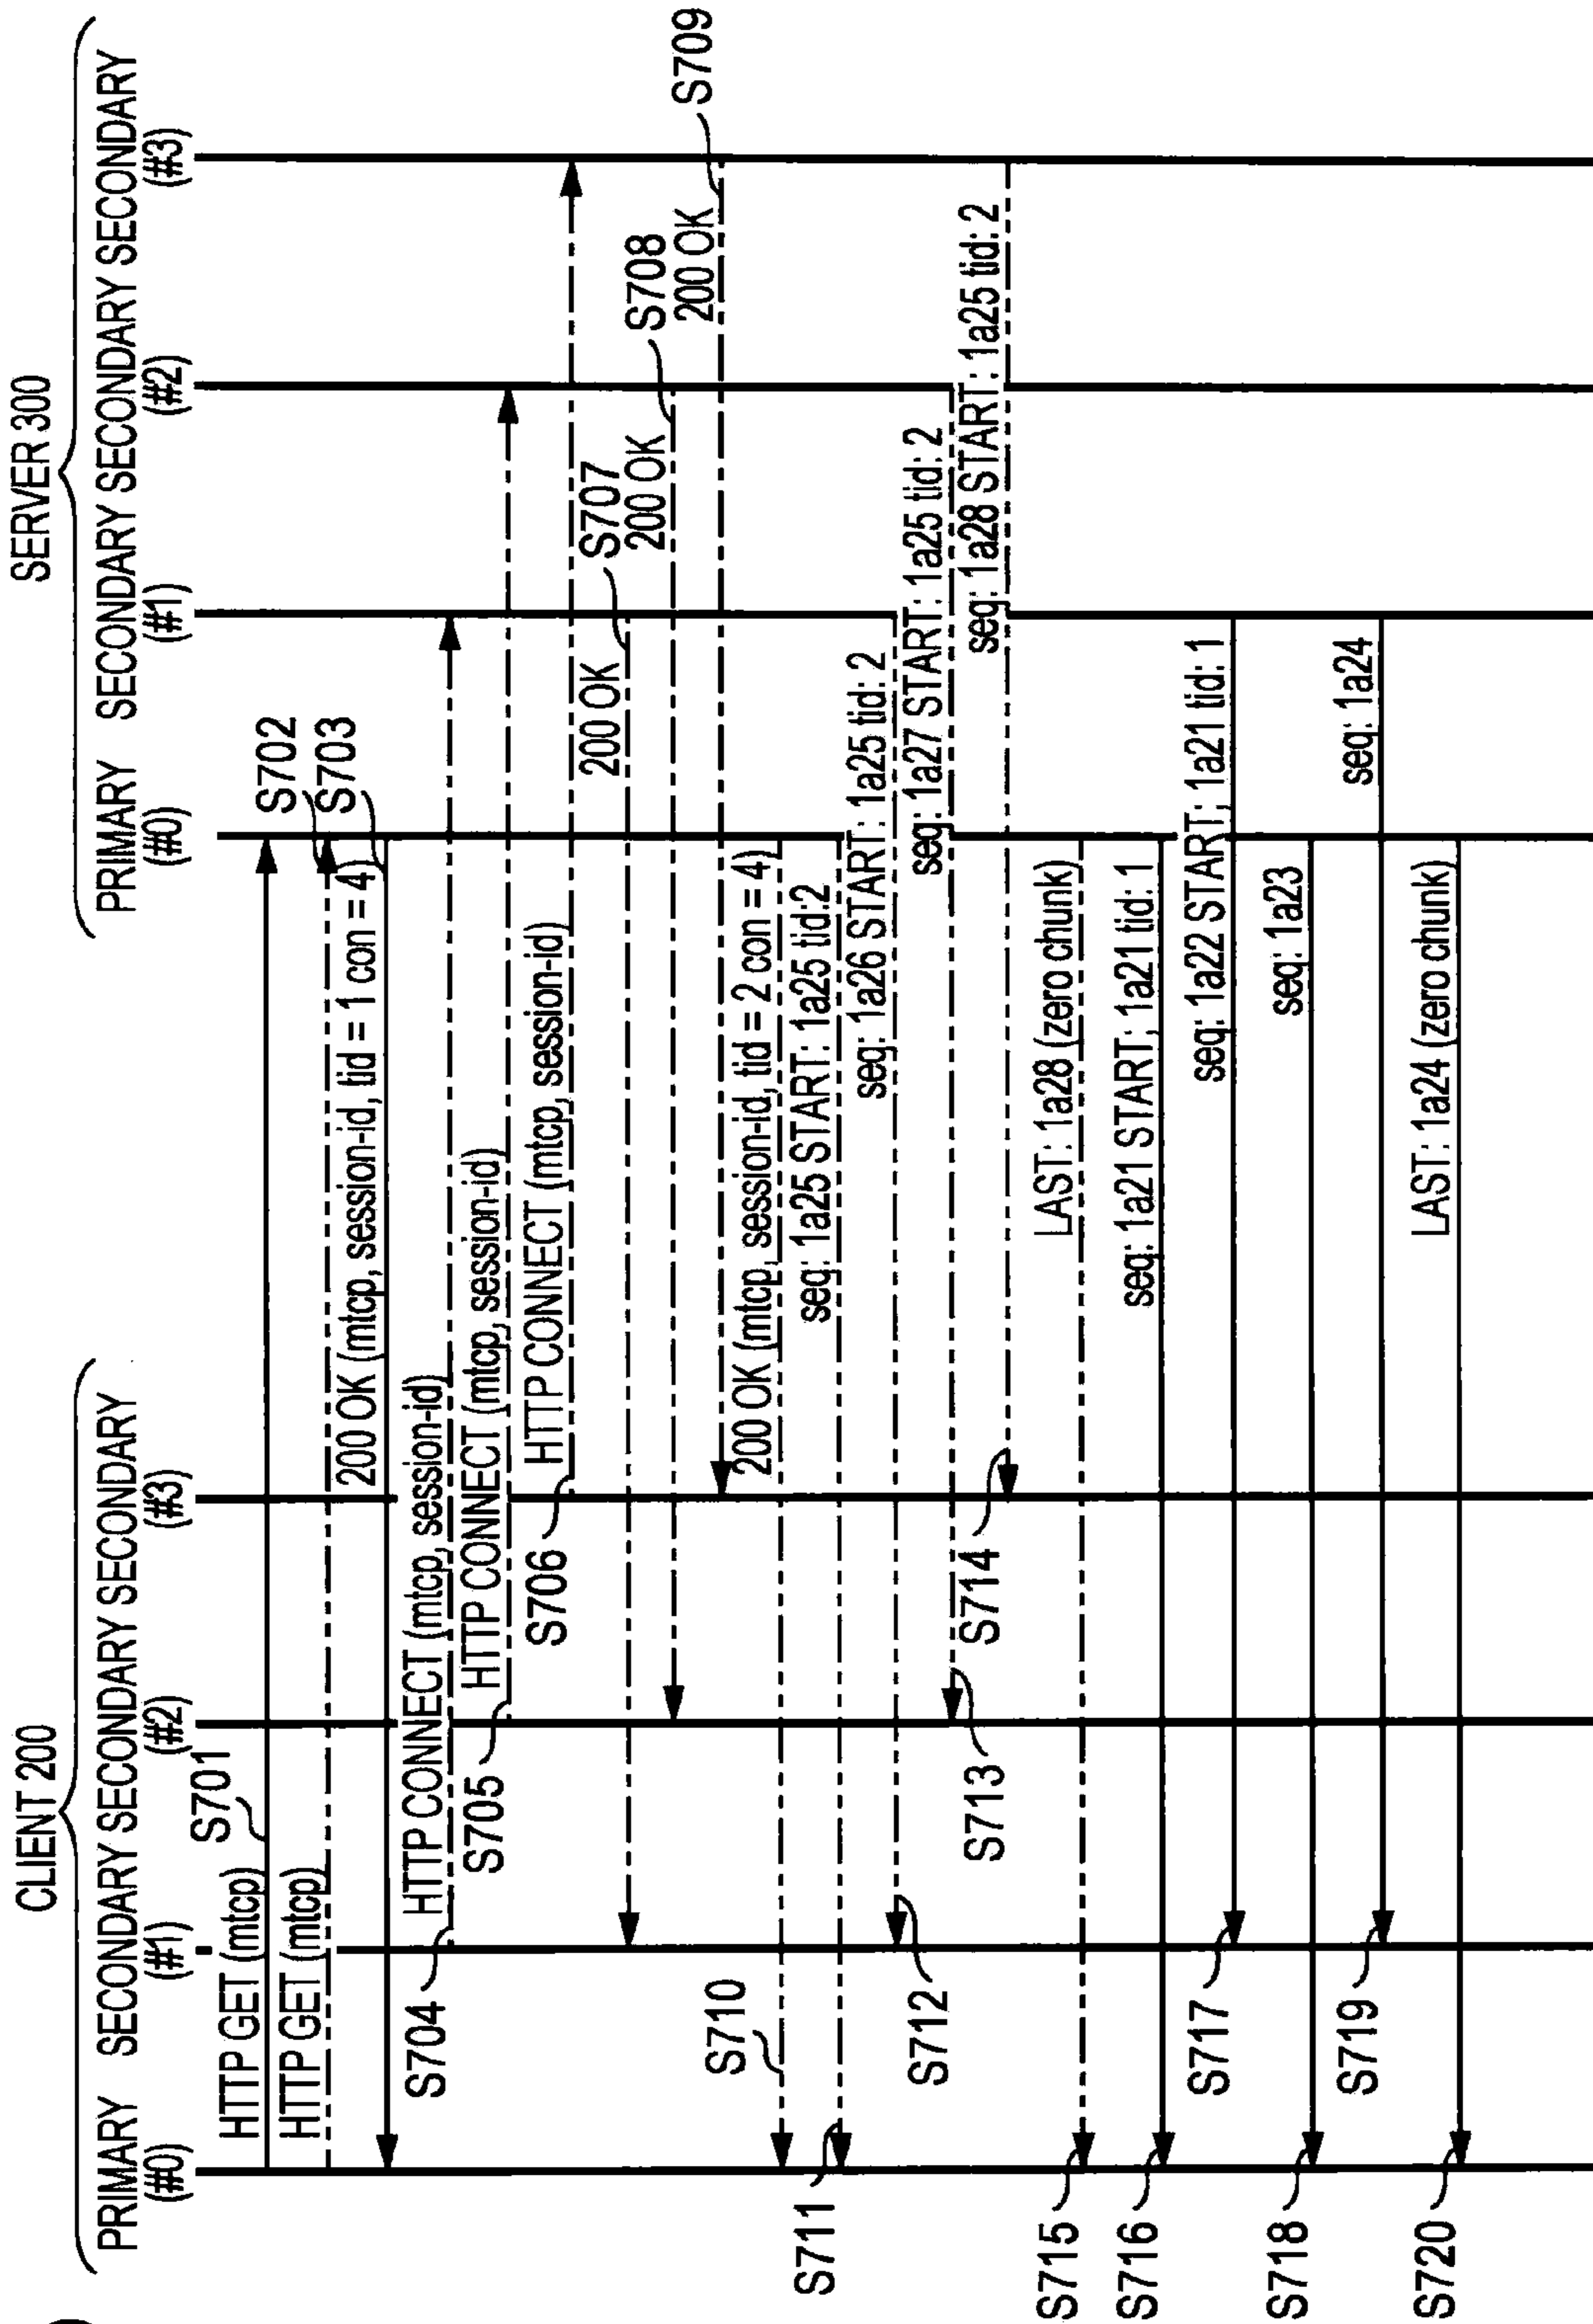 CLIENT 200
SERVER 300
PRIMARY SECONDARY SECONDARY SECONDARY
(#0) (#1) (#2) (#3)
PRIMARY SECONDARY SECONDARY SECONDARY
(#0) (#1) (#2) (#3)
HTTP GET (mtcp)
S701
HTTP GET (mtcp)
S702
200 OK (mtcp, session-id, tid = 1 con = 4)
S703
S704
HTTP CONNECT (mtcp, session-id)
S705
HTTP CONNECT (mtcp, session-id)
S706
HTTP CONNECT (mtcp, session-id)
200 OK
S707
200 OK
S708
200 OK
S709
S710
200 OK (mtcp, session-id, tid = 2 con = 4)
S711
seq: 1a25 START: 1a25 tid:2
S712
seq: 1a26 START: 1a25 tid: 2
S713
seq: 1a27 START: 1a25 tid: 2
S714
seq: 1a28 START: 1a25 tid: 2
S715
LAST: 1a28 (zero chunk)
S716
seq: 1a21 START: 1a21 tid: 1
S717
seq: 1a22 START: 1a21 tid: 1
S718
seq: 1a23
S719
seq: 1a24
S720
LAST: 1a24 (zero chunk)